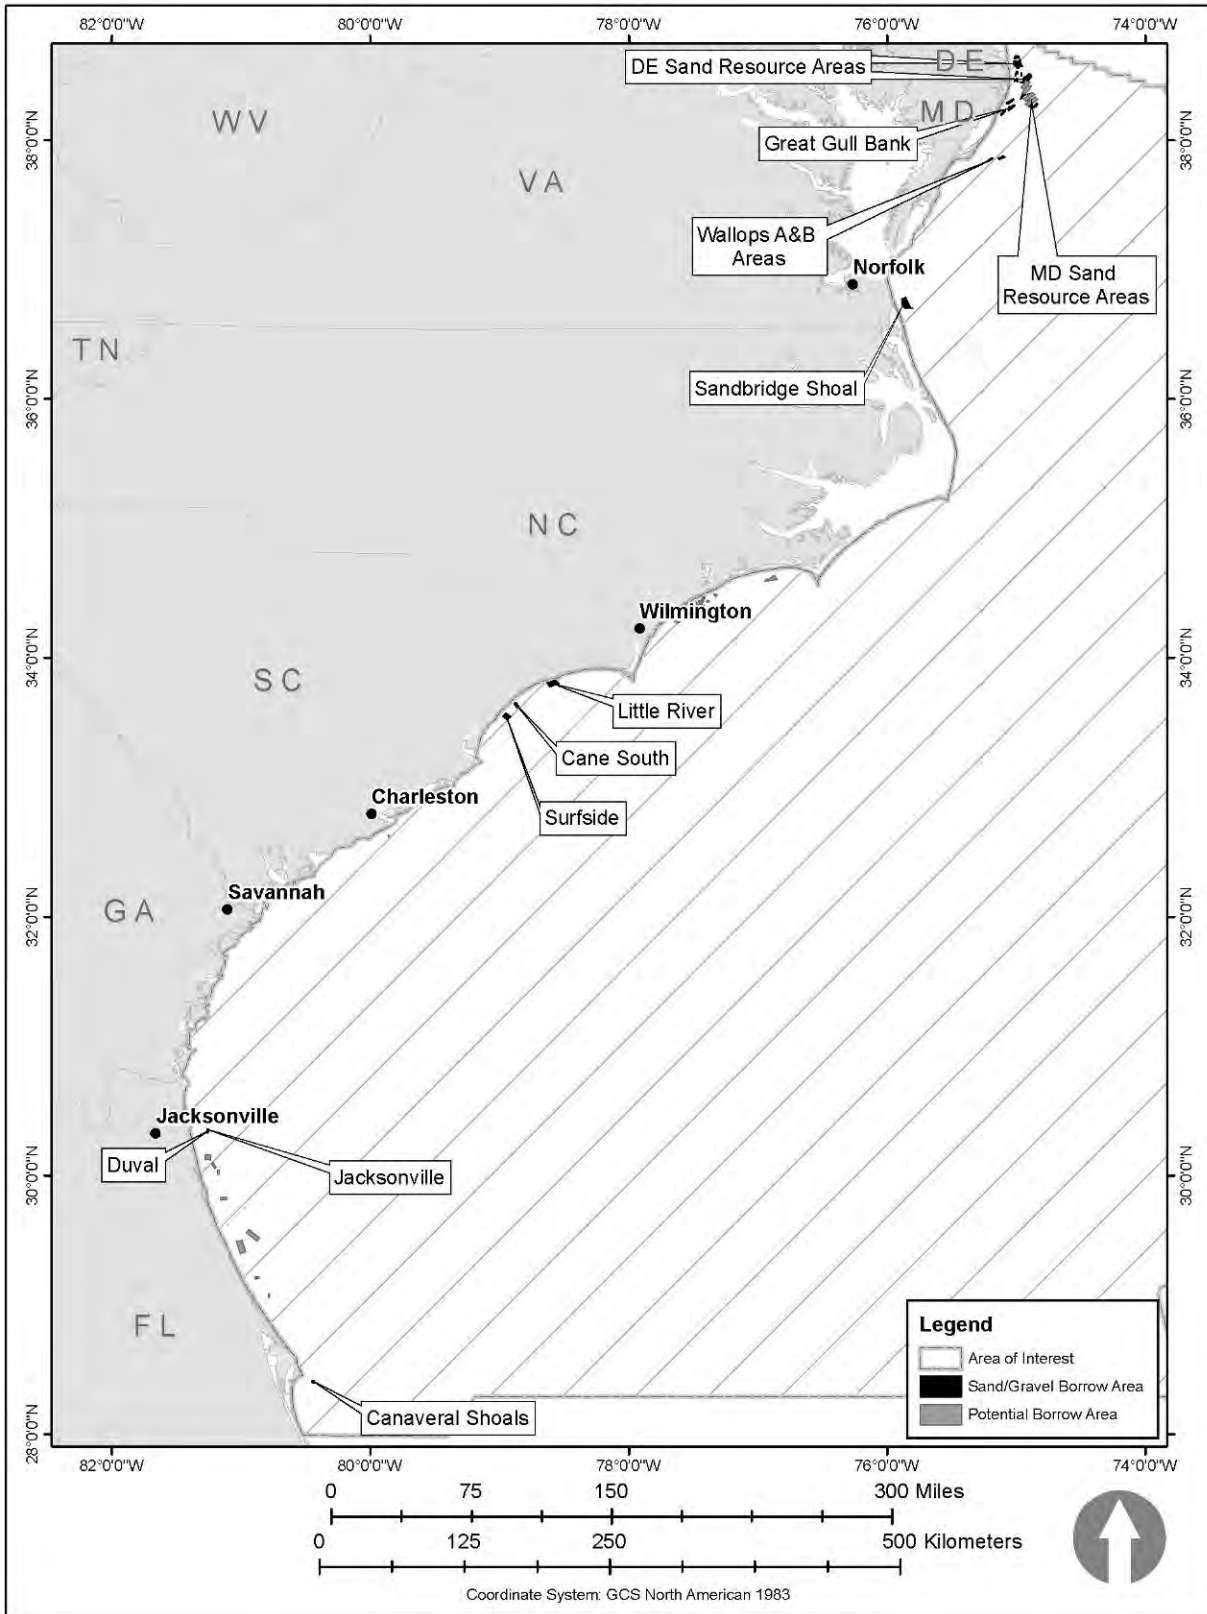 82°0'0"W 80°0'0"W 78°0'0"W 76°0'0"W 74°0'0"W
DE Sand Resource Areas
DE
WV
MD
38°0'0"N
38°0'0"N
Great Gull Bank
VA
Wallops A&B
Areas
Norfolk
MD Sand
Resource Areas
TN
Sandbridge Shoal
36°0'0"N
36°0'0"N
NC
Wilmington
34°0'0"N
34°0'0"N
SC
Little River
Cane South
Charleston
Surfside
Savannah
GA
32°0'0"N
32°0'0"N
Jacksonville
Duval
Jacksonville
30°0'0"N
30°0'0"N
FL
Legend
Area of Interest
Sand/Gravel Borrow Area
Potential Borrow Area
Canaveral Shoals
28°0'0"N
28°0'0"N
82°0'0"W 80°0'0"W 78°0'0"W 76°0'0"W 74°0'0"W
0 75 150 300 Miles
0 125 250 500 Kilometers
Coordinate System: GCS North American 1983